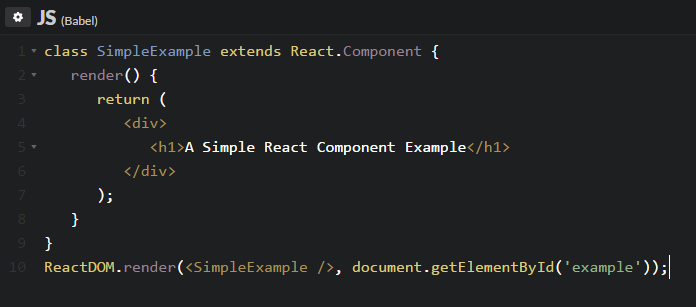 JS (Babel)
1 class SimpleExample extends React.Component {
2    render() {
3       return (
4          <div>
5             <h1>A Simple React Component Example</h1>
6          </div>
7       );
8    }
9 }
10 ReactDOM.render(<SimpleExample />, document.getElementById('example'));